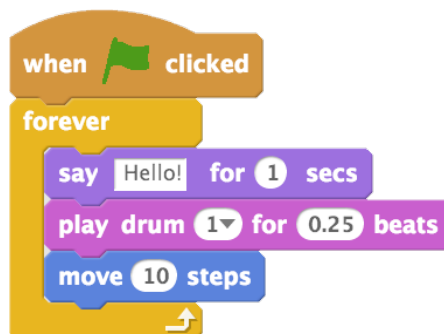 when clicked
forever
say Hello! for 1 secs
play drum 1 for 0.25 beats
move 10 steps